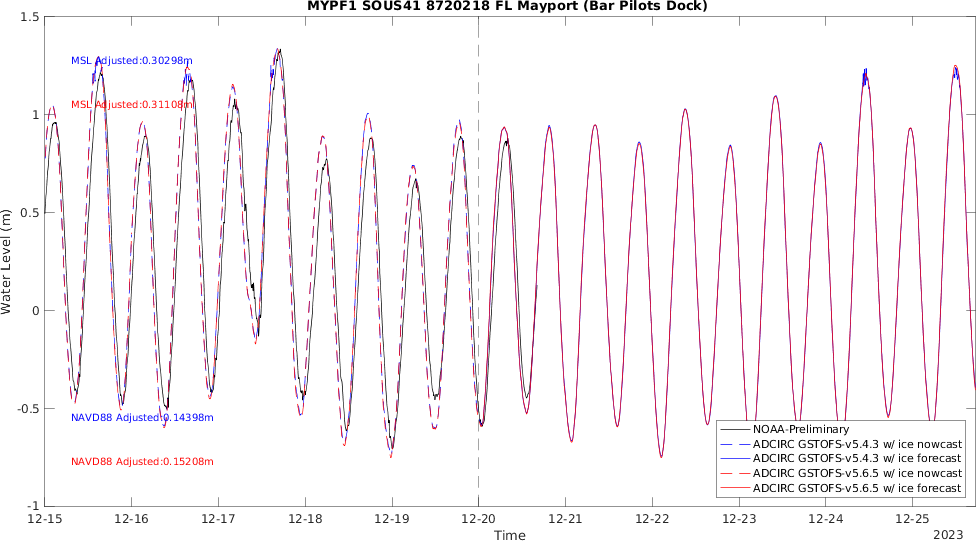 MYPF1 SOUS41 8720218 FL Mayport (Bar Pilots Dock)
1.5
1
0.5
0
-0.5
-1
Water Level (m)
MSL Adjusted:0.30298m
MSL Adjusted:0.31108m
NAVD88 Adjusted:0.14398m
NAVD88 Adjusted:0.15208m
NOAA-Preliminary
ADCIRC GSTOFS-v5.4.3 w/ ice nowcast
ADCIRC GSTOFS-v5.4.3 w/ ice forecast
ADCIRC GSTOFS-v5.6.5 w/ ice nowcast
ADCIRC GSTOFS-v5.6.5 w/ ice forecast
12-15 12-16 12-17 12-18 12-19 12-20 12-21 12-22 12-23 12-24 12-25
Time
2023